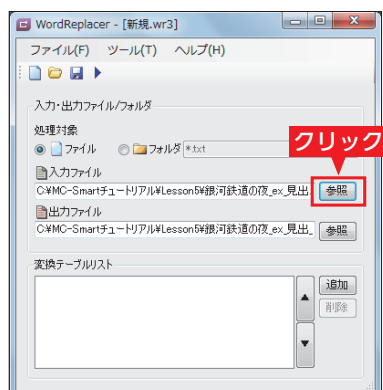 WordReplacer - [新規.wr3]
ファイル(F) ツール(T) ヘルプ(H)
入力・出力ファイル/フォルダ
処理対象
ファイル フォルダ *.txt
クリック
入力ファイル
C:¥MC-Smartチュートリアル¥Lesson5¥銀河鉄道の夜_ex_見出. 参照
出力ファイル
C:¥MC-Smartチュートリアル¥Lesson5¥銀河鉄道の夜_ex_見出_ 参照
変換テーブルリスト
追加
削除